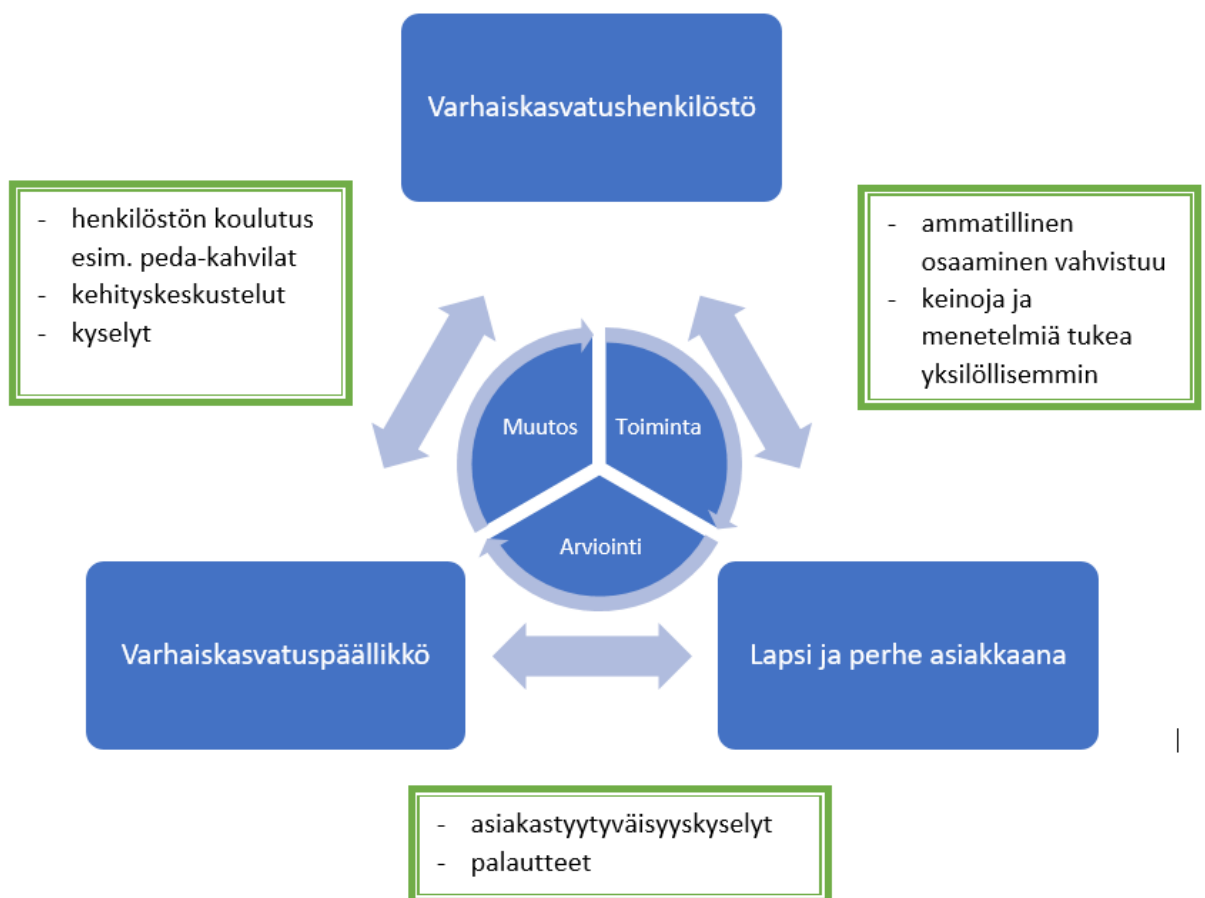 Varhaiskasvatushenkilöstö
- henkilöstön koulutus
esim. peda-kahvilat
- kehityskeskustelut
- kyselyt
- ammatillinen
osaaminen vahvistuu
- keinoja ja
menetelmiä tukea
yksilöllisemmin
Muutos
Toiminta
Arviointi
Varhaiskasvatuspäällikkö
Lapsi ja perhe asiakkaana
- asiakastyytyväisyyskyselyt
- palautteet